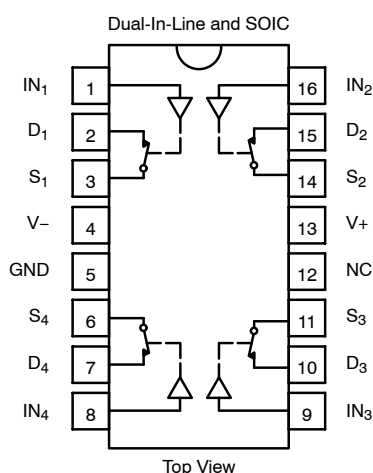 Dual-In-Line and SOIC
IN₁ 1 16 IN₂
D₁ 2 15 D₂
S₁ 3 14 S₂
V− 4 13 V+
GND 5 12 NC
S₄ 6 11 S₃
D₄ 7 10 D₃
IN₄ 8 9 IN₃
Top View